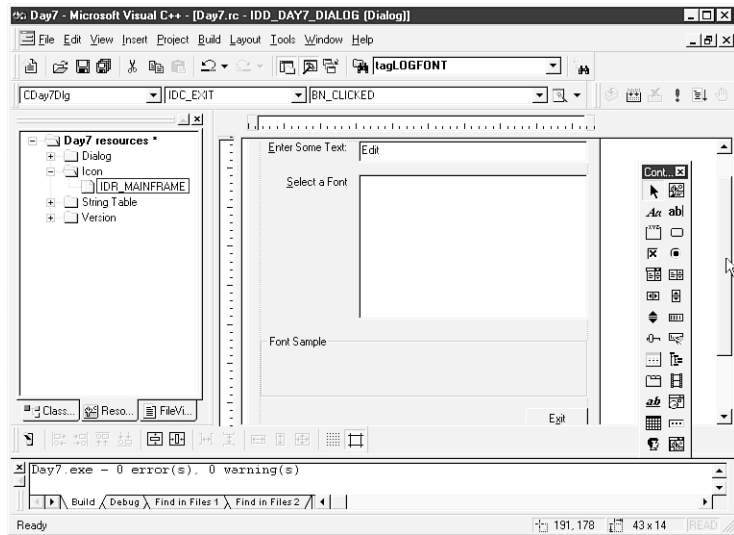 Day7 - Microsoft Visual C++ - [Day7.rc - IDD_DAY7_DIALOG (Dialog)]
File Edit View Insert Project Build Layout Tools Window Help
tagLOGFONT
CDay7Dlg IDC_EXIT BN_CLICKED
Day7 resources *
Dialog
Icon
IDR_MAINFRAME
String Table
Version
Enter Some Text: Edit
Select a Font
Font Sample
Exit
Cont...
Aa ab|
ab
Class... Reso... FileVi...
Day7.exe - 0 error(s), 0 warning(s)
Build Debug Find in Files 1 Find in Files 2
Ready 191, 178 43 x 14 READ